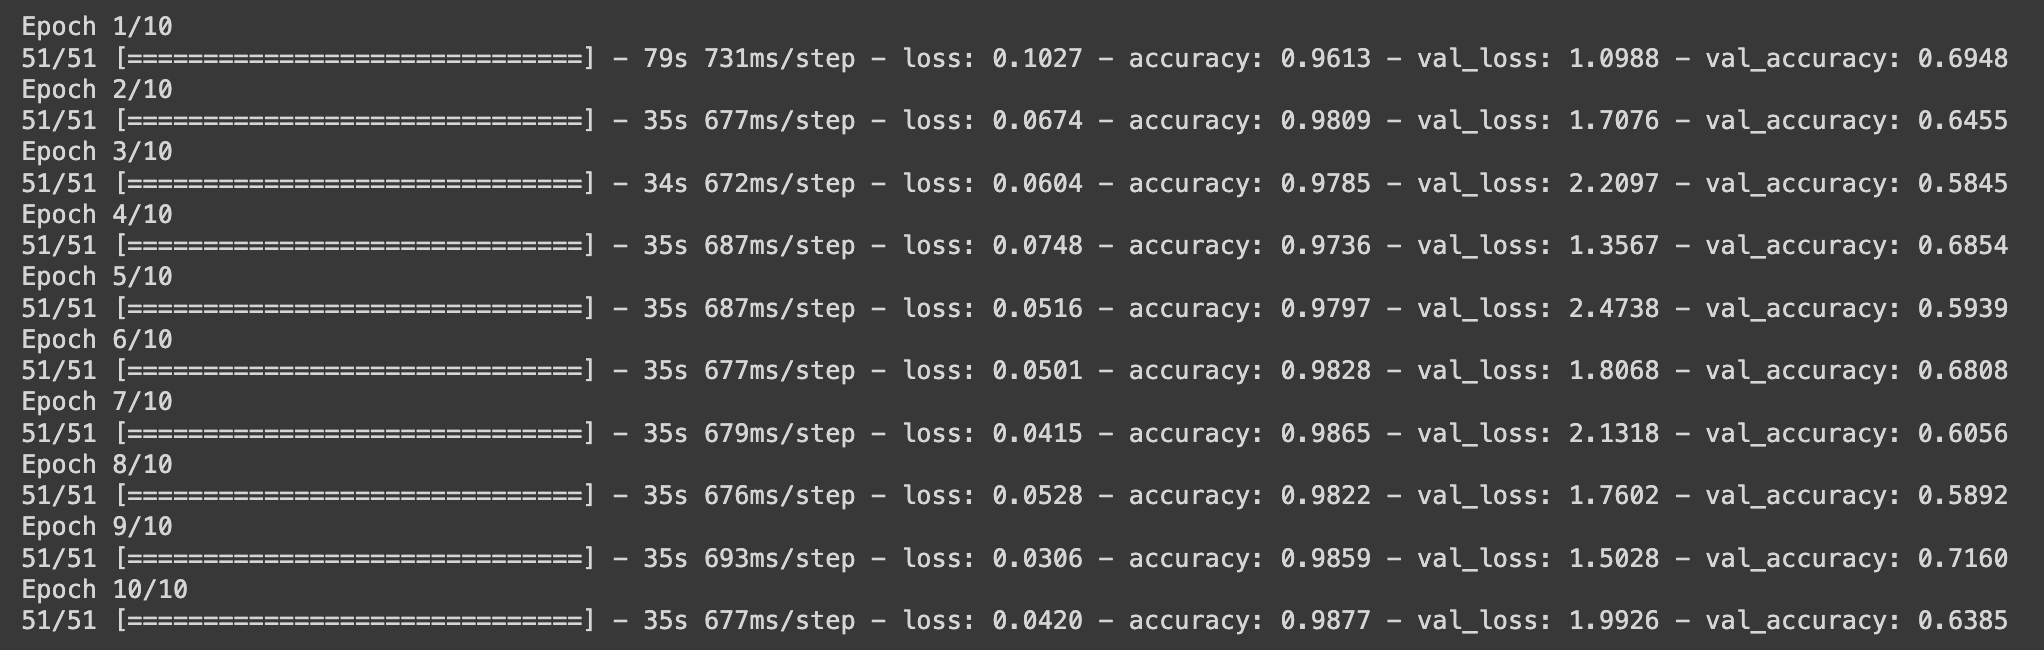 Epoch 1/10
51/51 [==============================] - 79s 731ms/step - loss: 0.1027 - accuracy: 0.9613 - val_loss: 1.0988 - val_accuracy: 0.6948
Epoch 2/10
51/51 [==============================] - 35s 677ms/step - loss: 0.0674 - accuracy: 0.9809 - val_loss: 1.7076 - val_accuracy: 0.6455
Epoch 3/10
51/51 [==============================] - 34s 672ms/step - loss: 0.0604 - accuracy: 0.9785 - val_loss: 2.2097 - val_accuracy: 0.5845
Epoch 4/10
51/51 [==============================] - 35s 687ms/step - loss: 0.0748 - accuracy: 0.9736 - val_loss: 1.3567 - val_accuracy: 0.6854
Epoch 5/10
51/51 [==============================] - 35s 687ms/step - loss: 0.0516 - accuracy: 0.9797 - val_loss: 2.4738 - val_accuracy: 0.5939
Epoch 6/10
51/51 [==============================] - 35s 677ms/step - loss: 0.0501 - accuracy: 0.9828 - val_loss: 1.8068 - val_accuracy: 0.6808
Epoch 7/10
51/51 [==============================] - 35s 679ms/step - loss: 0.0415 - accuracy: 0.9865 - val_loss: 2.1318 - val_accuracy: 0.6056
Epoch 8/10
51/51 [==============================] - 35s 676ms/step - loss: 0.0528 - accuracy: 0.9822 - val_loss: 1.7602 - val_accuracy: 0.5892
Epoch 9/10
51/51 [==============================] - 35s 693ms/step - loss: 0.0306 - accuracy: 0.9859 - val_loss: 1.5028 - val_accuracy: 0.7160
Epoch 10/10
51/51 [==============================] - 35s 677ms/step - loss: 0.0420 - accuracy: 0.9877 - val_loss: 1.9926 - val_accuracy: 0.6385